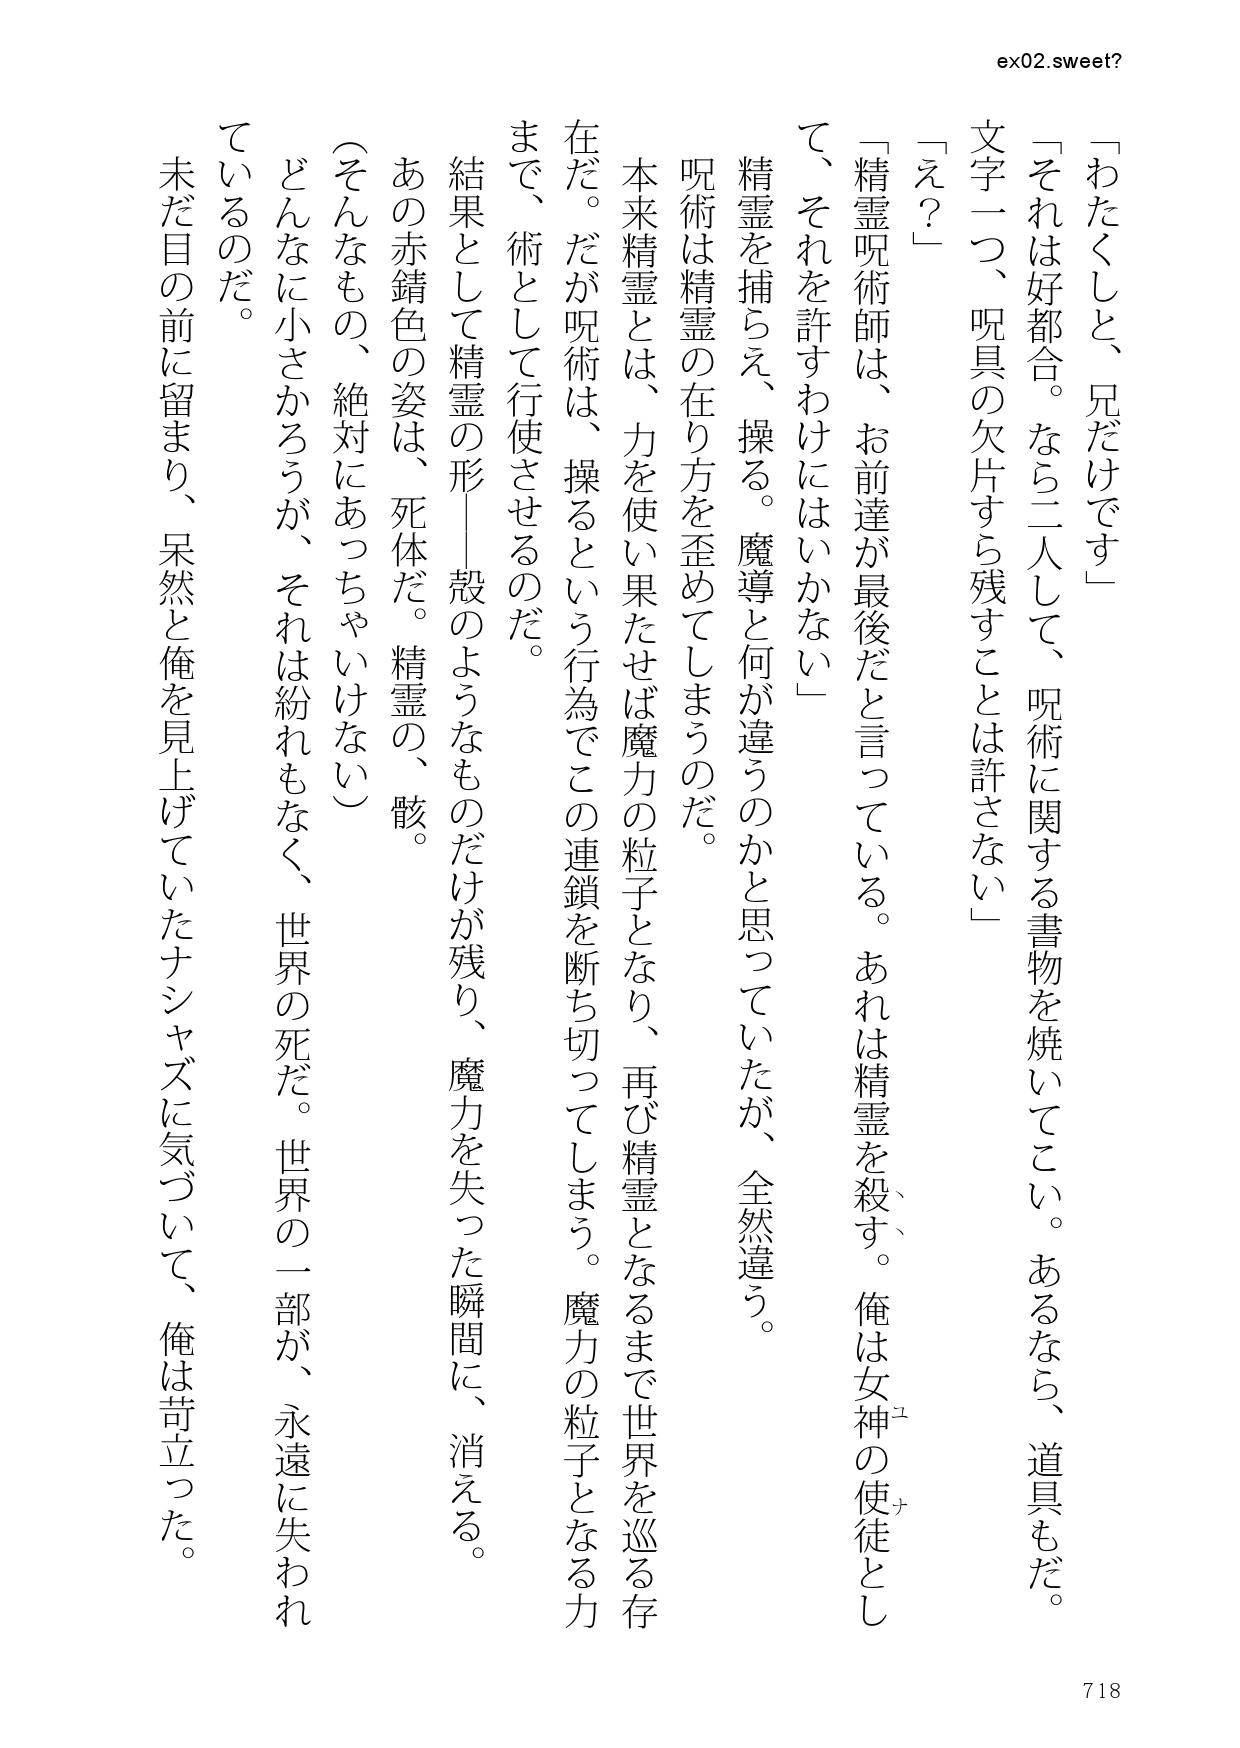 ex02.sweet?
「わたくしと、兄だけです」
「それは好都合。なら二人して、呪術に関する書物を焼いてこい。あるなら、道具もだ。
文字一つ、呪具の欠片すら残すことは許さない」
「え？」
「精霊呪術師は、お前達が最後だと言っている。あれは精霊を殺す。俺は女神の使徒とし
て、それを許すわけにはいかない」
精霊を捕らえ、操る。魔導と何が違うのかと思っていたが、全然違う。
呪術は精霊の在り方を歪めてしまうのだ。
本来精霊とは、力を使い果たせば魔力の粒子となり、再び精霊となるまで世界を巡る存
在だ。だが呪術は、操るという行為でこの連鎖を断ち切ってしまう。魔力の粒子となる力
まで、術として行使させるのだ。
結果として精霊の形――殻のようなものだけが残り、魔力を失った瞬間に、消える。
あの赤錆色の姿は、死体だ。精霊の、骸。
（そんなもの、絶対にあっちゃいけない）
どんなに小さかろうが、それは紛れもなく、世界の死だ。世界の一部が、永遠に失われ
ているのだ。
未だ目の前に留まり、呆然と俺を見上げていたナシャズに気づいて、俺は苛立った。
ユナ
718